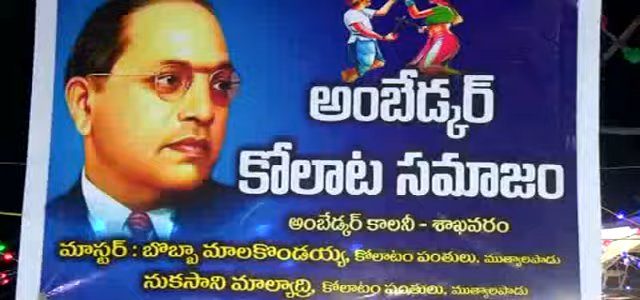 అంబేడ్కర్
కోలాట సమాజం
అంబేడ్కర్ కాలనీ - శాఖవరం
మాస్టర్ : బొబ్బా మాలకొండయ్య, కోలాటం పంతులు, ముత్యాలపాడు
నుకసాని మాల్యాద్రి, కోలాటం పంతులు, ముత్యాలపాడు